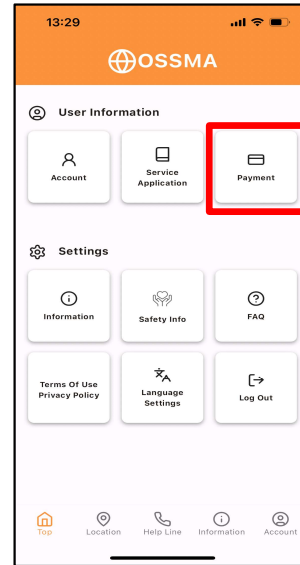 13:29
OSSMA
User Information
Account
Service
Application
Payment
Settings
Information
Safety Info
FAQ
Terms Of Use
Privacy Policy
Language
Settings
Log Out
Top
Location
Help Line
Information
Account